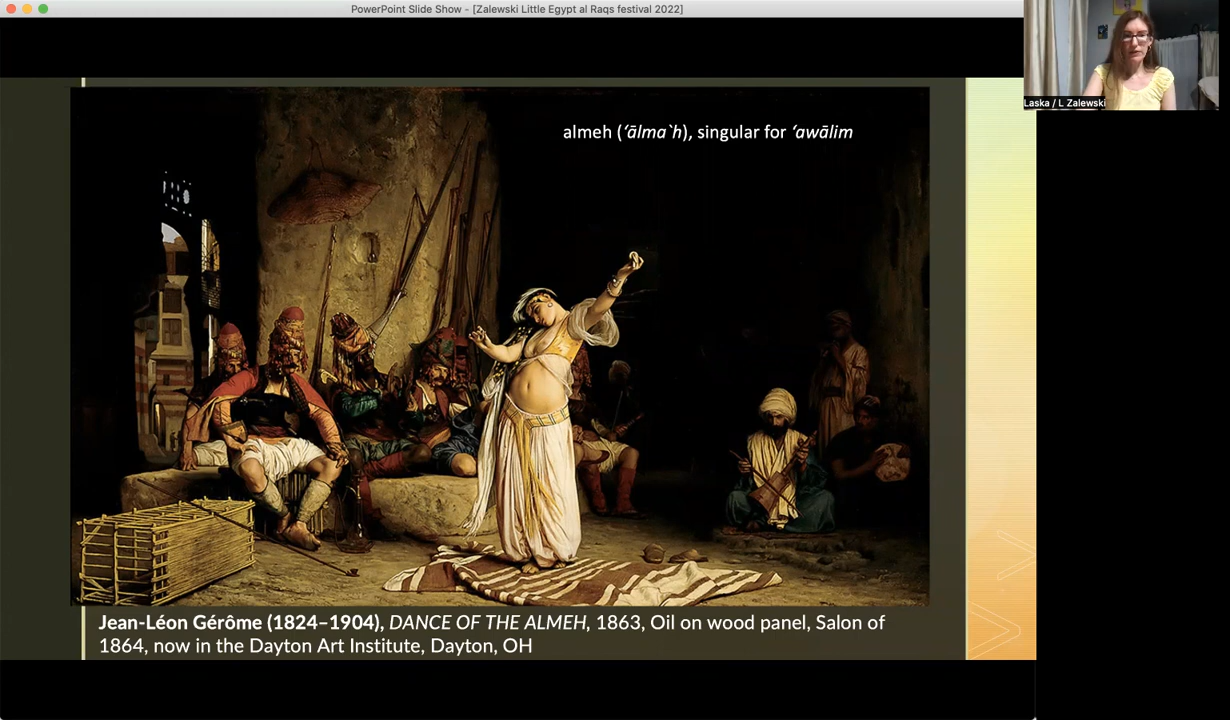 PowerPoint Slide Show - [Zalewski Little Egypt al Raqs festival 2022]
Laska / L Zalewski
almeh (‘ālma`h), singular for ‘awālim
Jean-Léon Gérôme (1824–1904), DANCE OF THE ALMEH, 1863, Oil on wood panel, Salon of
1864, now in the Dayton Art Institute, Dayton, OH